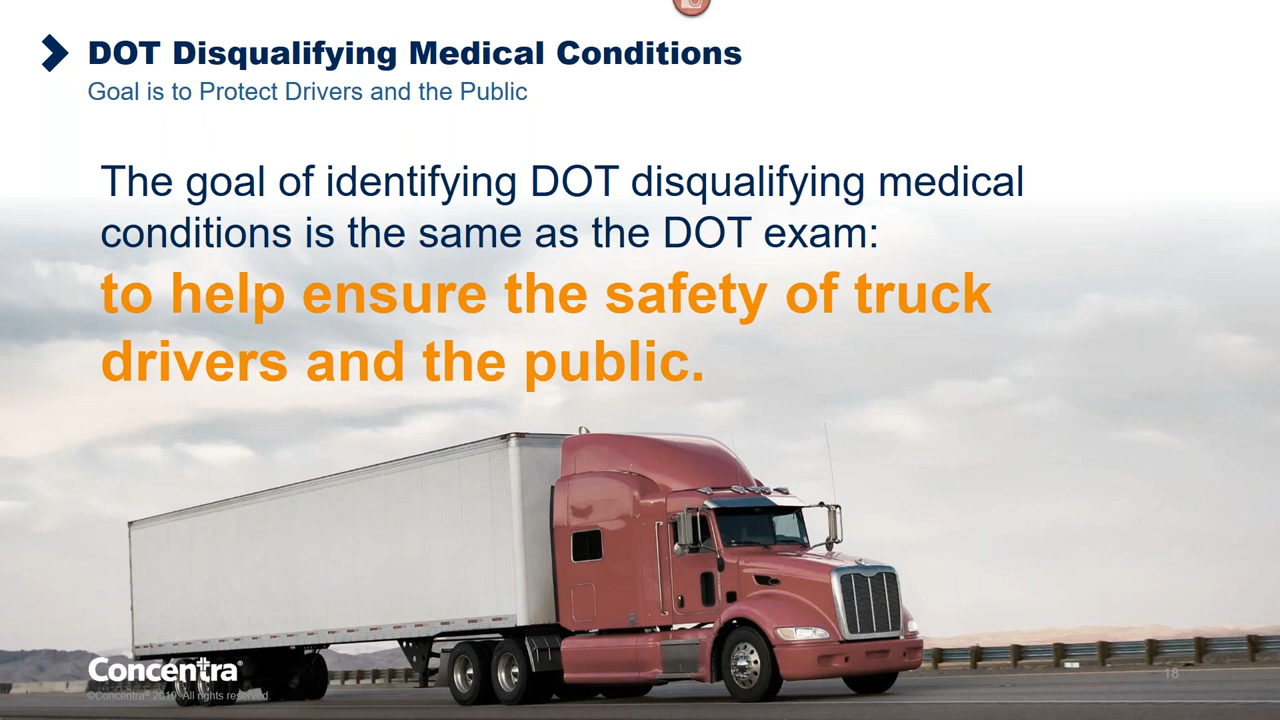 DOT Disqualifying Medical Conditions
Goal is to Protect Drivers and the Public
The goal of identifying DOT disqualifying medical
conditions is the same as the DOT exam:
to help ensure the safety of truck
drivers and the public.
Concentra®
©Concentra® 2019. All rights reserved.
18